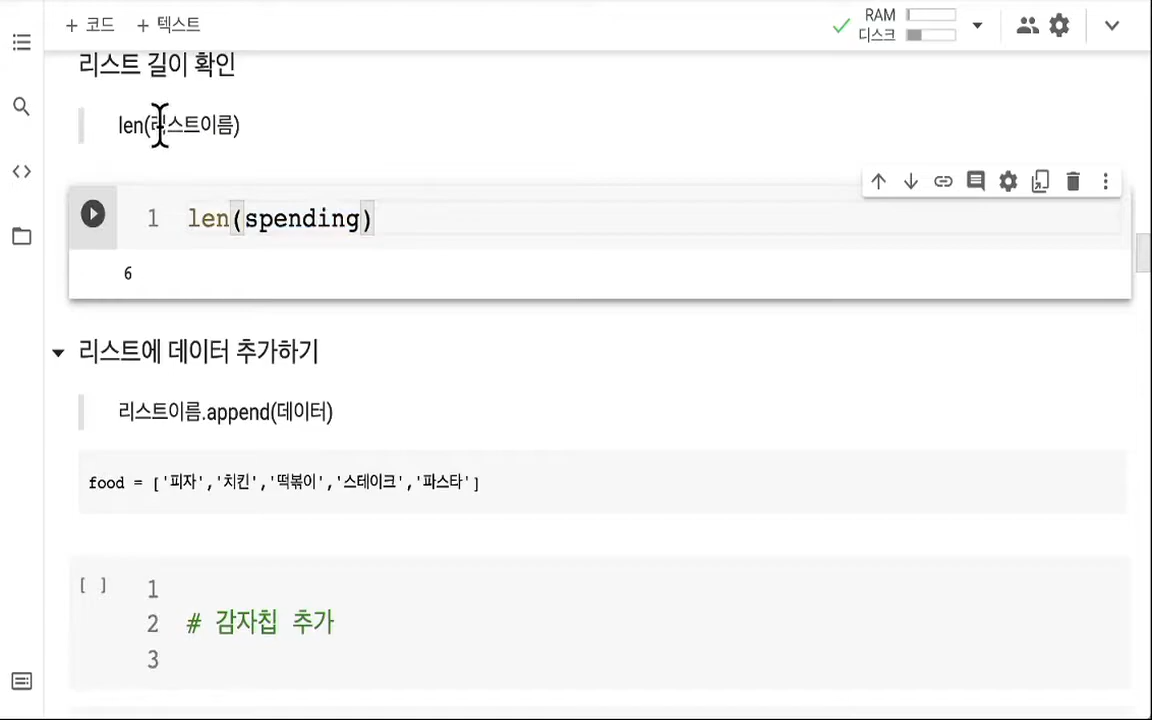 + 코드 + 텍스트
RAM
디스크
리스트 길이 확인
len(리스트이름)
1 len(spending)
6
리스트에 데이터 추가하기
리스트이름.append(데이터)
food = ['피자','치킨','떡볶이','스테이크','파스타']
[ ] 1
2 # 감자칩 추가
3